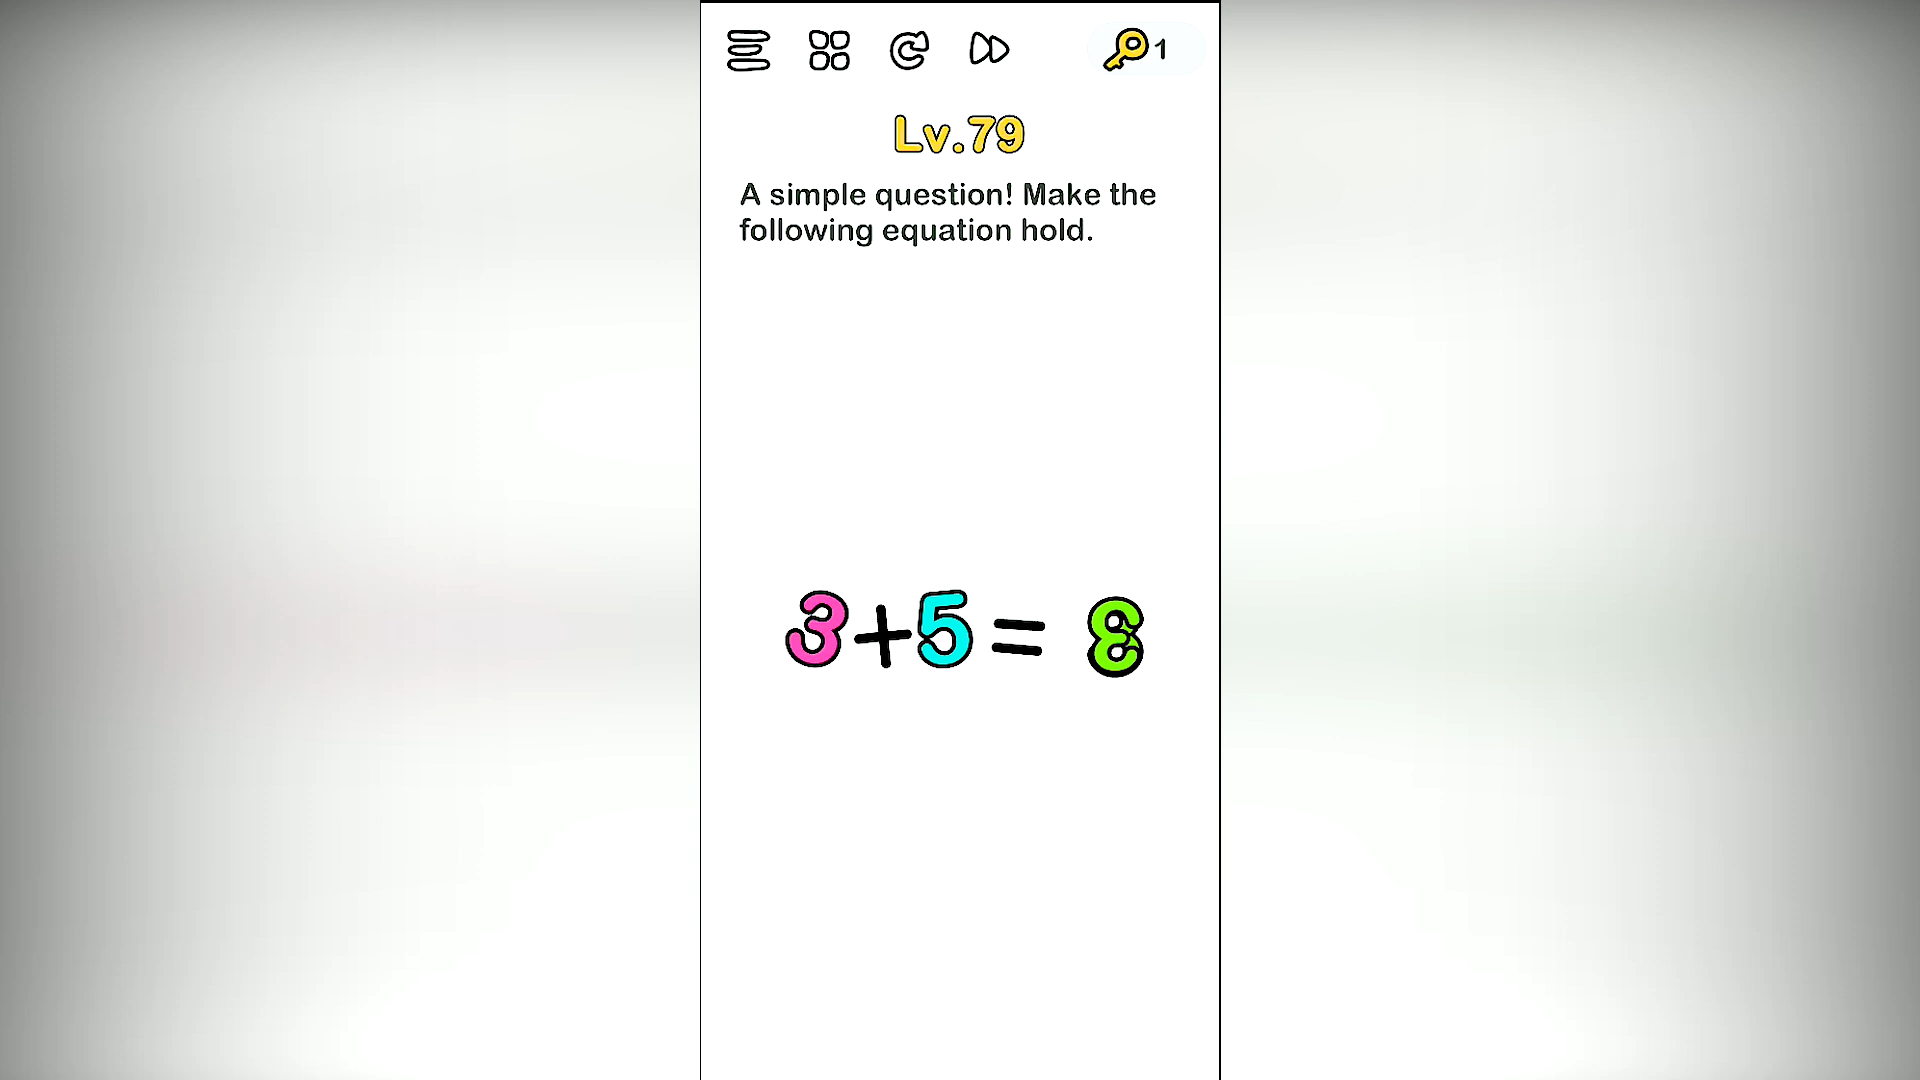 1
Lv.79
A simple question! Make the
following equation hold.
3+5= 8